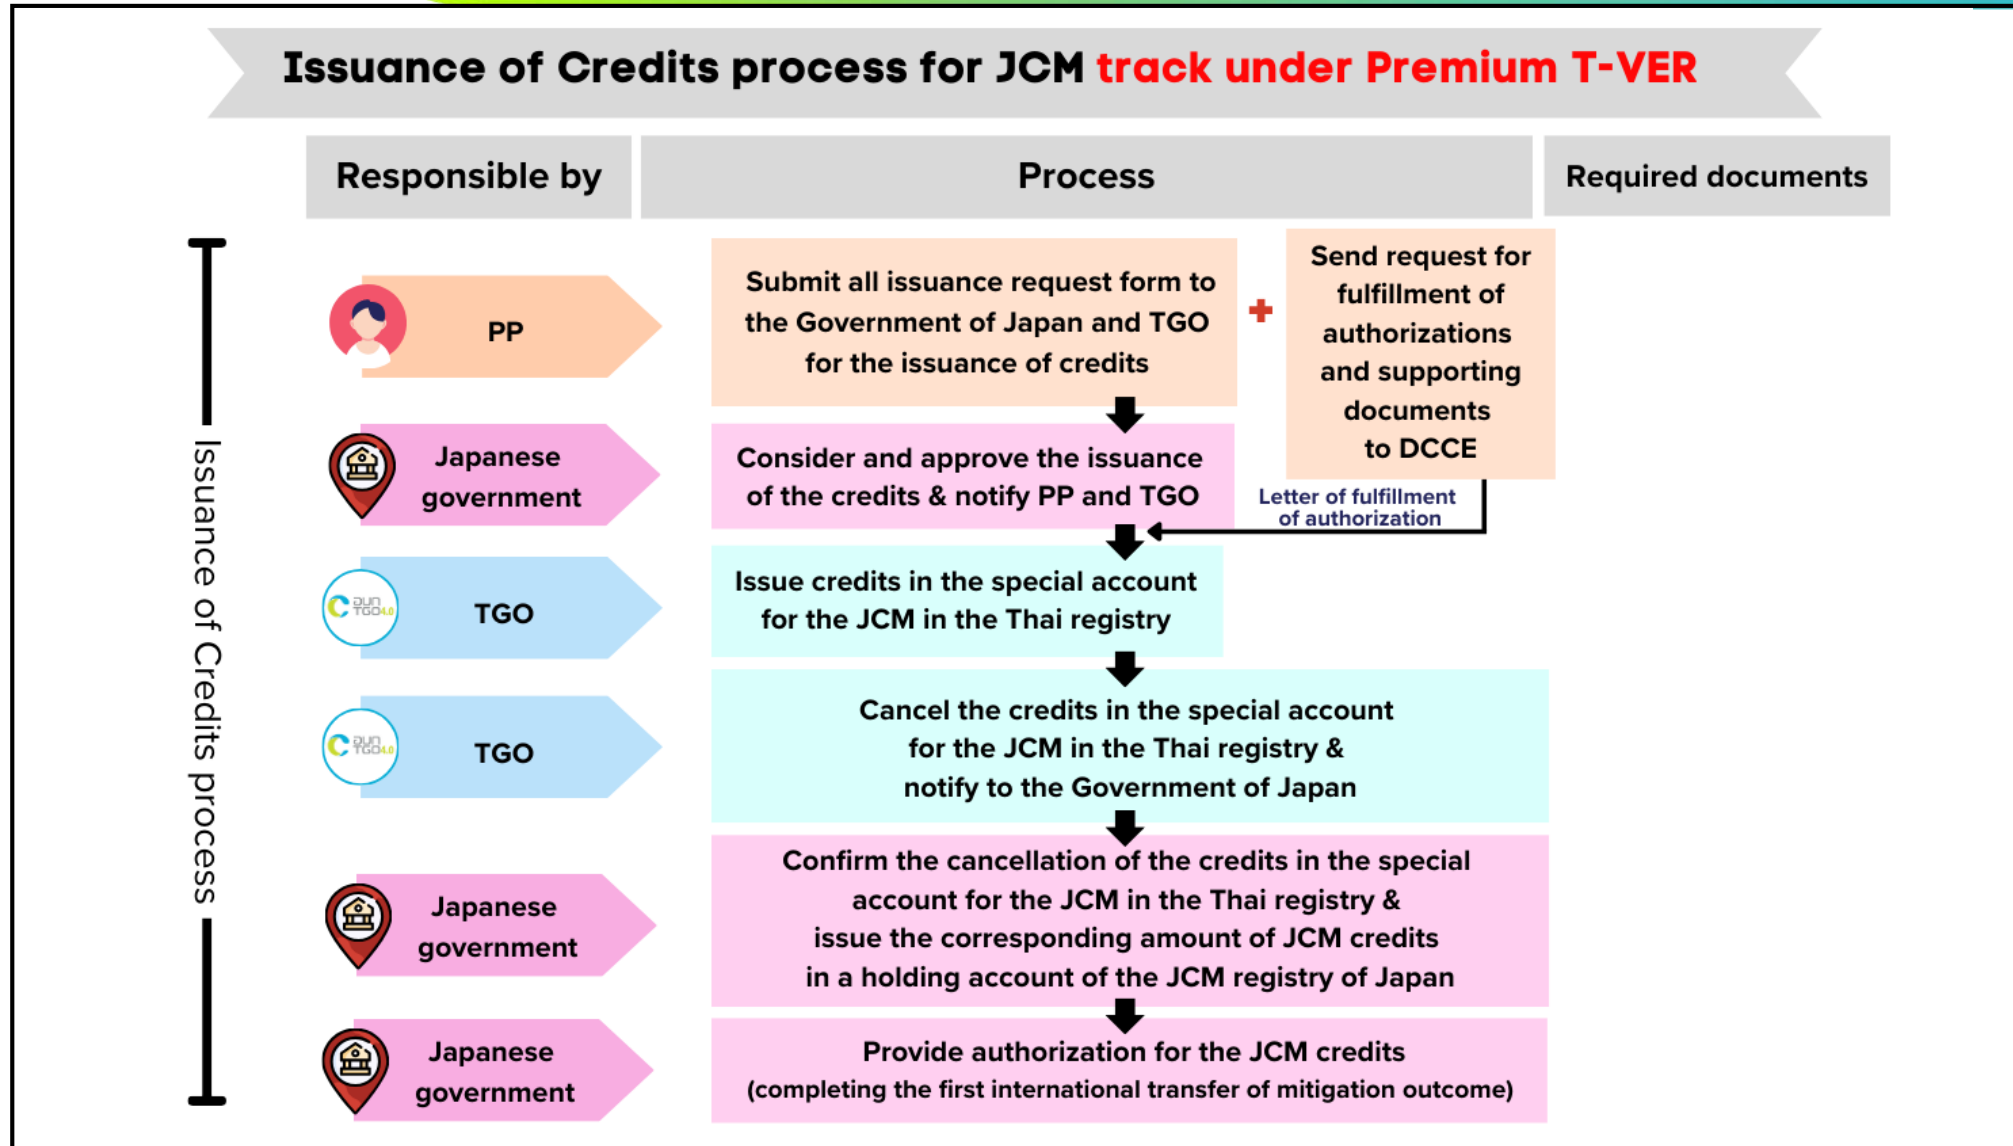 Issuance of Credits process for JCM track under Premium T-VER
Responsible by
Process
Required documents
Issuance of Credits process
PP
Submit all issuance request form to
the Government of Japan and TGO
for the issuance of credits
+
Send request for
fulfillment of
authorizations
and supporting
documents
to DCCE
Japanese
government
Consider and approve the issuance
of the credits & notify PP and TGO
Letter of fulfillment
of authorization
TGO
Issue credits in the special account
for the JCM in the Thai registry
TGO
Cancel the credits in the special account
for the JCM in the Thai registry &
notify to the Government of Japan
Japanese
government
Confirm the cancellation of the credits in the special
account for the JCM in the Thai registry &
issue the corresponding amount of JCM credits
in a holding account of the JCM registry of Japan
Japanese
government
Provide authorization for the JCM credits
(completing the first international transfer of mitigation outcome)